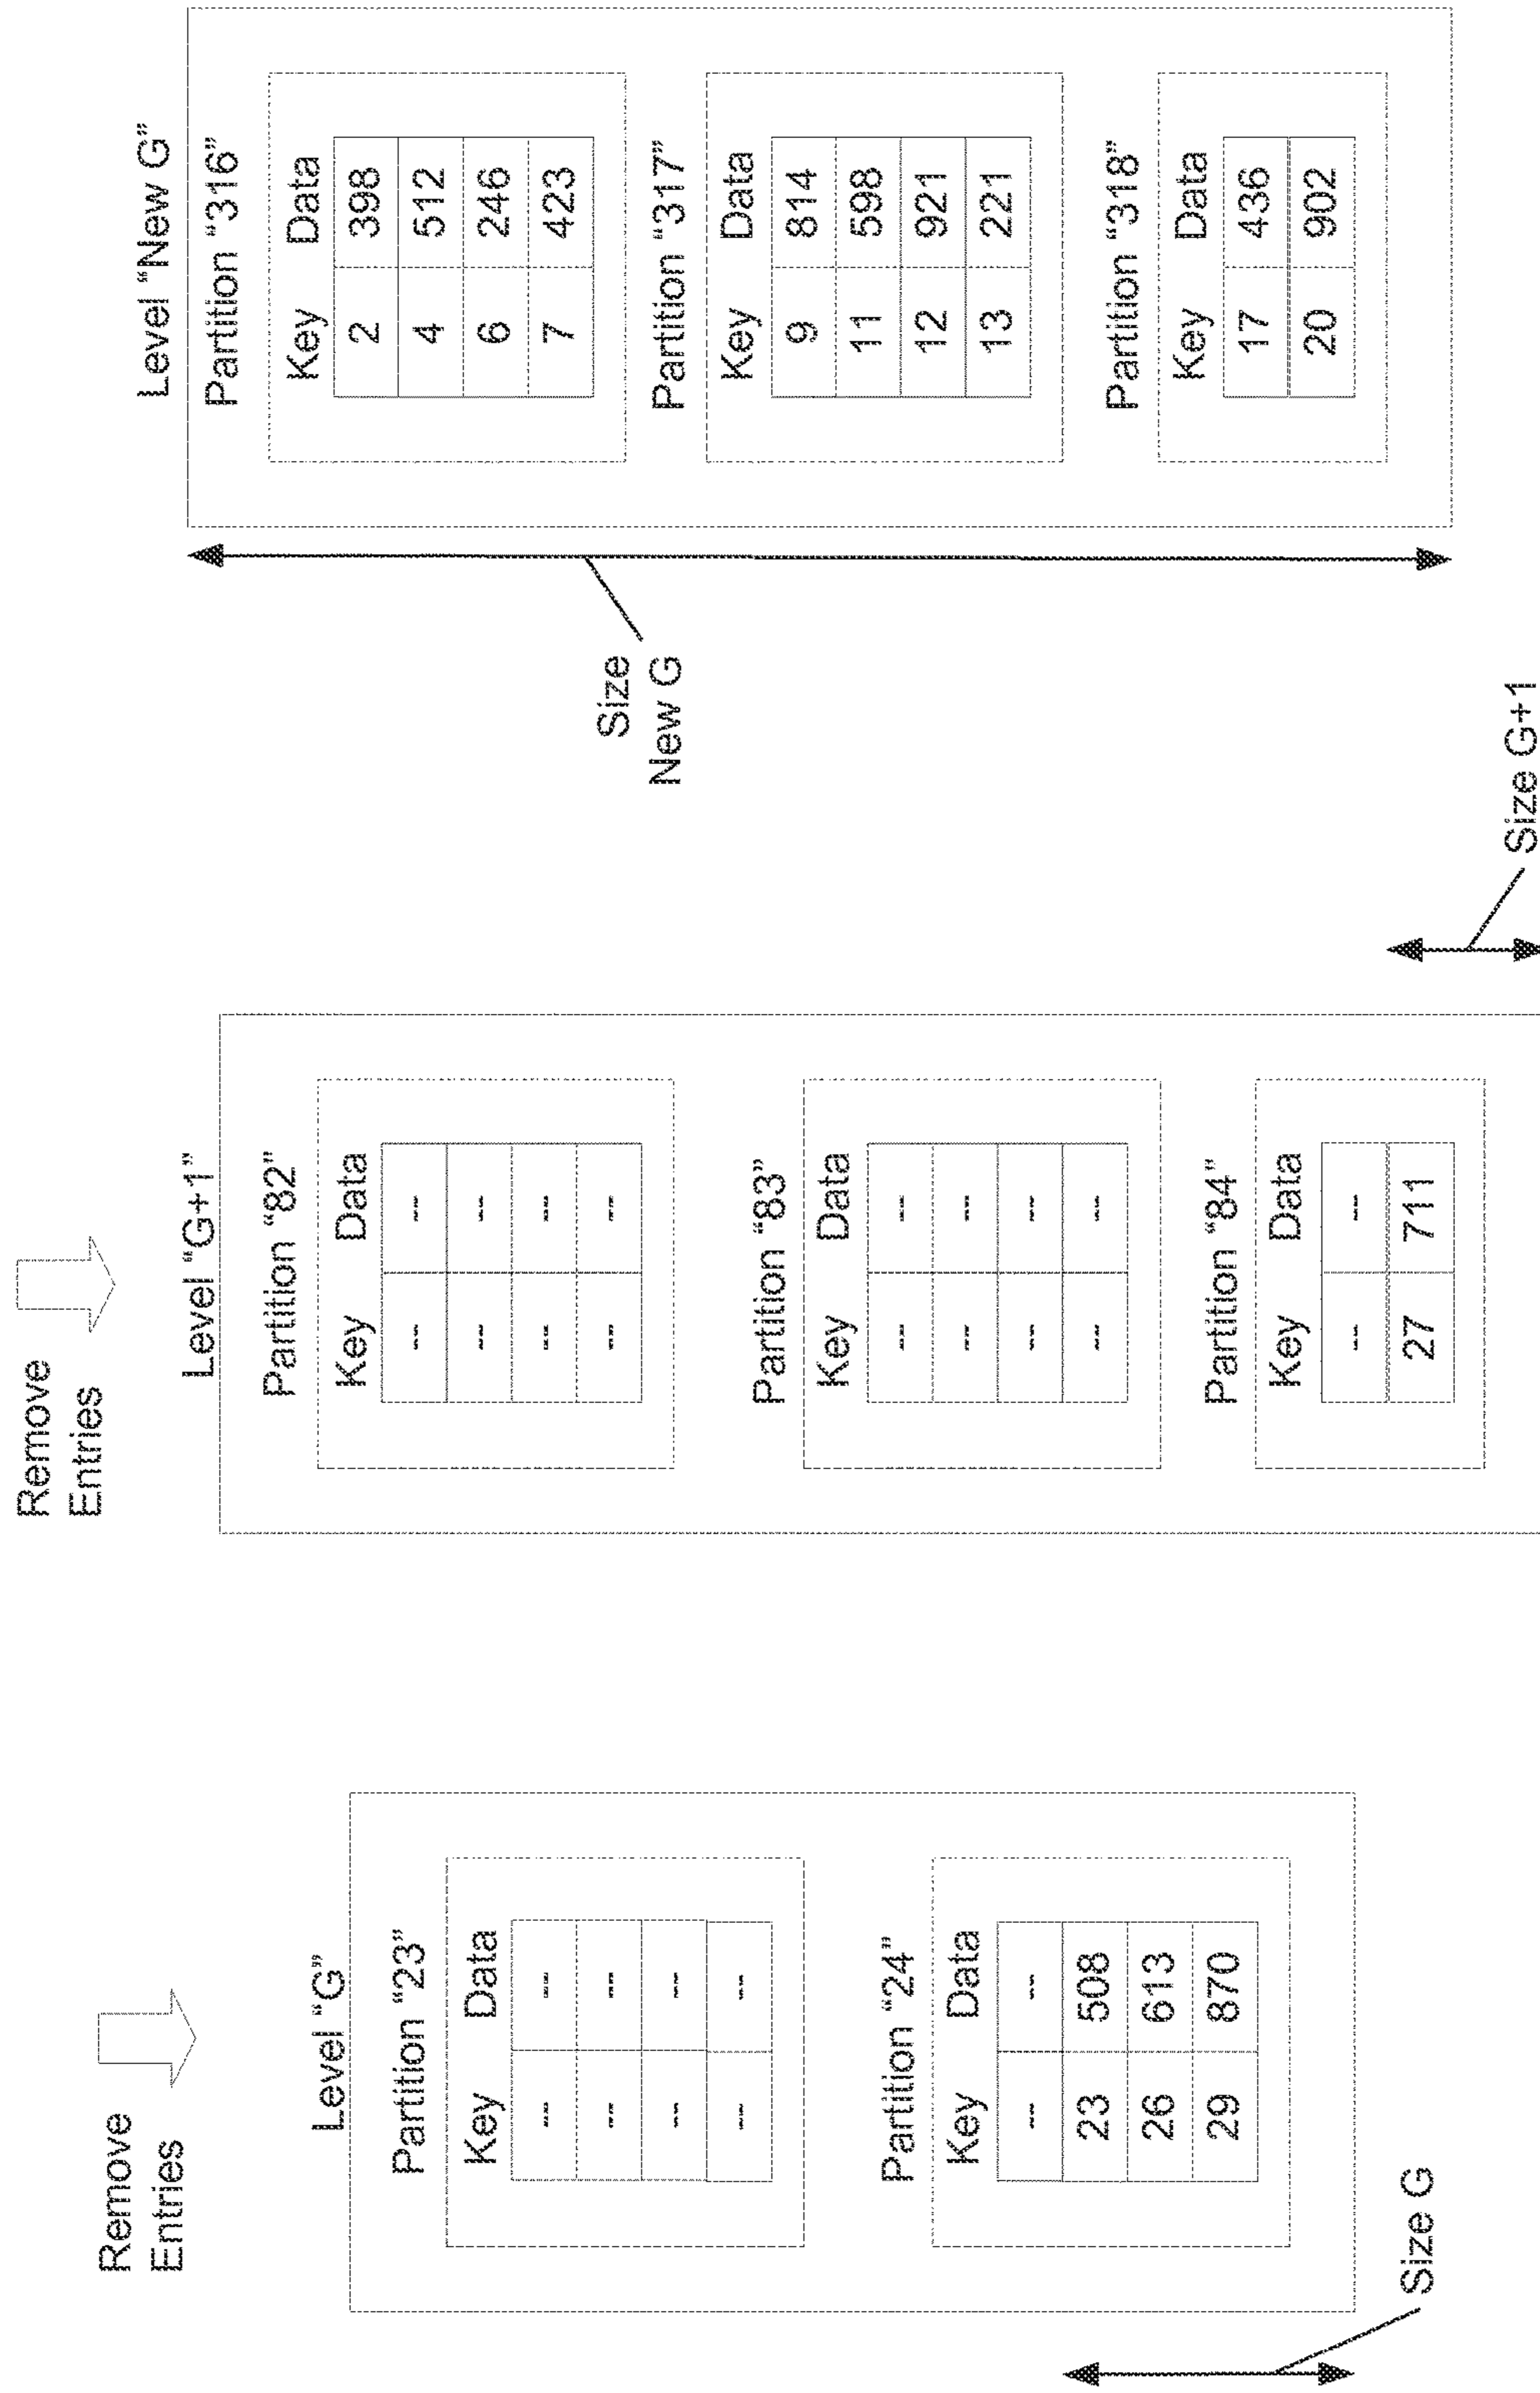 Remove
Entries
Level “G”
Partition “23”
Key Data
-- --
-- --
-- --
-- --
Partition “24”
Key Data
-- --
23 508
26 613
29 870
Size G
Remove
Entries
Level “G+1”
Partition “82”
Key Data
-- --
-- --
-- --
-- --
Partition “83”
Key Data
-- --
-- --
-- --
-- --
Partition “84”
Key Data
-- --
27 711
Size G+1
Level “New G”
Partition “316”
Key Data
2 398
4 512
6 246
7 423
Partition “317”
Key Data
9 814
11 598
12 921
13 221
Partition “318”
Key Data
17 436
20 902
Size
New G